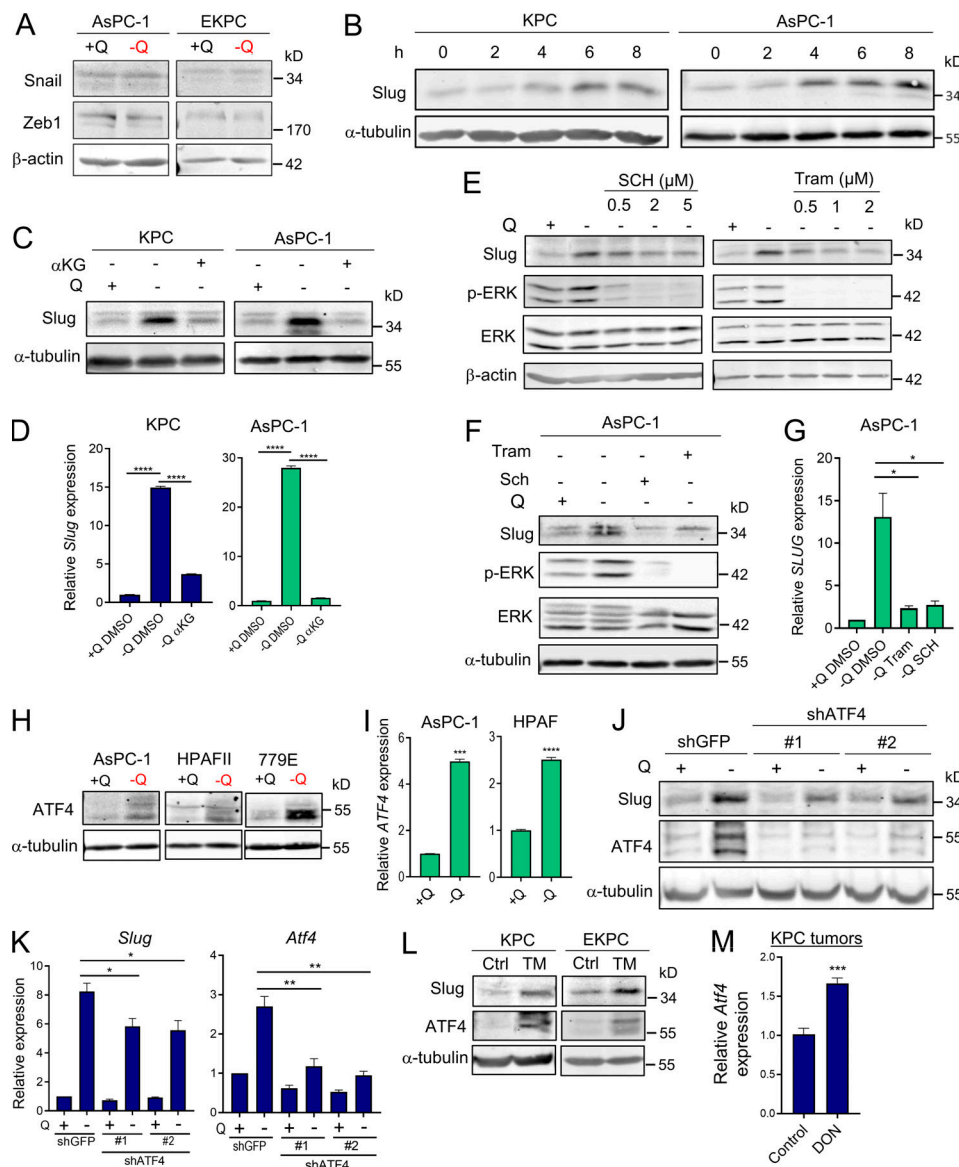 A
AsPC-1 EKPC
+Q -Q +Q -Q kD
Snail 34
Zeb1 170
β-actin 42
B
KPC AsPC-1
h 0 2 4 6 8 0 2 4 6 8 kD
Slug 34
α-tubulin 55
C
KPC AsPC-1
αKG - - + - - +
Q + - - + - - kD
Slug 34
α-tubulin 55
D
KPC AsPC-1
Relative Slug expression
20 15 10 5 0
**** ****
+Q DMSO -Q DMSO -Q αKG
30 20 10 0
**** ****
+Q DMSO -Q DMSO -Q αKG
E
SCH (μM) Tram (μM)
Q + - 0.5 2 5 + - 0.5 1 2 kD
Slug 34
p-ERK 42
ERK 42
β-actin 42
F
AsPC-1
Tram - - - +
Sch - - + -
Q + - - - kD
Slug 34
p-ERK 42
ERK 42
α-tubulin 55
G
AsPC-1
Relative SLUG expression
20 15 10 5 0
* *
+Q DMSO -Q DMSO -Q Tram -Q SCH
H
AsPC-1 HPAFII 779E
+Q -Q +Q -Q +Q -Q kD
ATF4 55
α-tubulin 55
I
AsPC-1 HPAF
Relative ATF4 expression
6 4 2 0
***
+Q -Q
3 2 1 0
****
+Q -Q
J
shATF4
shGFP #1 #2
Q + - + - + - kD
Slug 34
ATF4 55
α-tubulin 55
K
Slug Atf4
Relative expression
10 8 6 4 2 0
* *
Q + - + - + -
shGFP #1 #2
shATF4
4 3 2 1 0
** **
+ - + - + -
shGFP #1 #2
shATF4
L
KPC EKPC
Ctrl TM Ctrl TM kD
Slug 34
ATF4 55
α-tubulin 55
M
KPC tumors
Relative Atf4
expression
2.0 1.5 1.0 0.5 0.0
***
Control DON